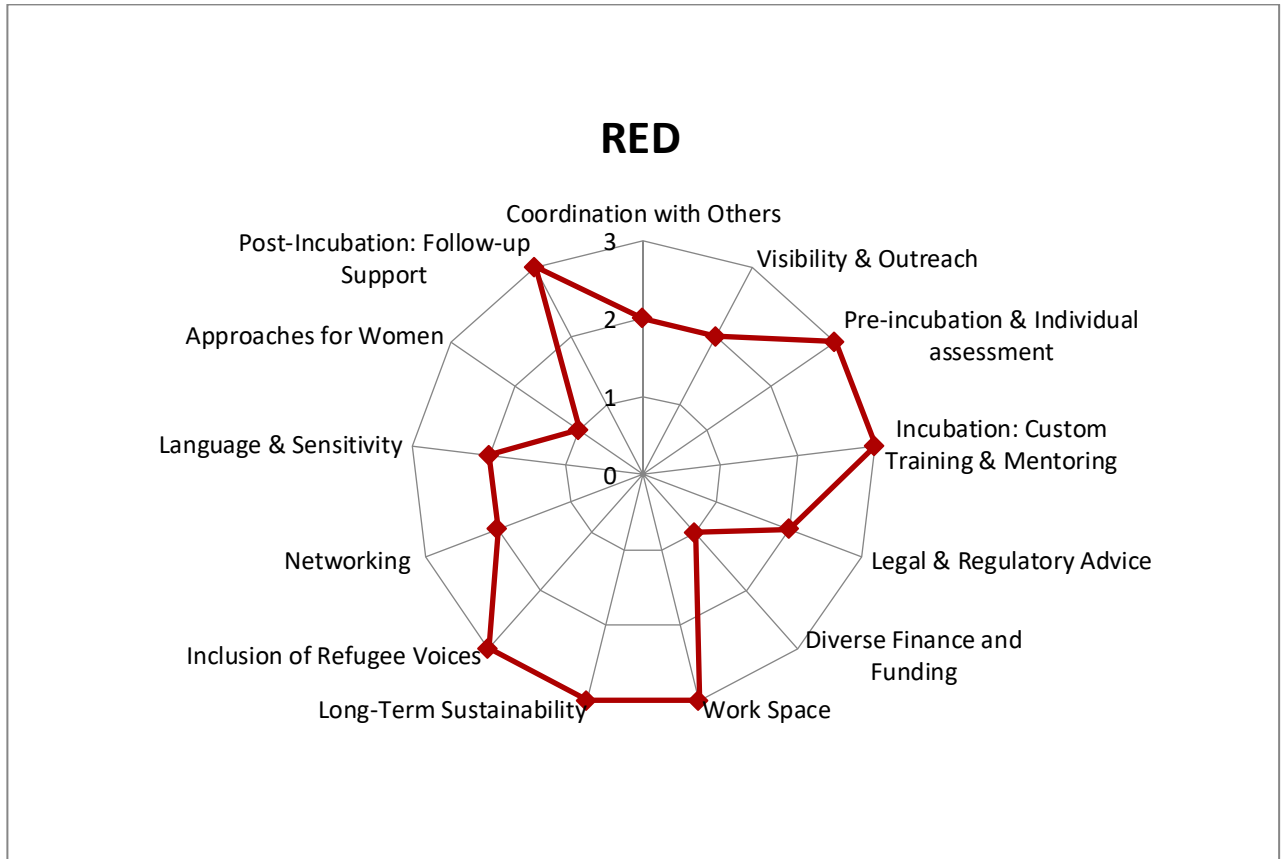 RED
Coordination with Others
Post-Incubation: Follow-up
Support
Visibility & Outreach
Pre-incubation & Individual
assessment
Approaches for Women
Incubation: Custom
Training & Mentoring
Language & Sensitivity
Legal & Regulatory Advice
Networking
Diverse Finance and
Funding
Inclusion of Refugee Voices
Long-Term Sustainability
Work Space
3
2
1
0